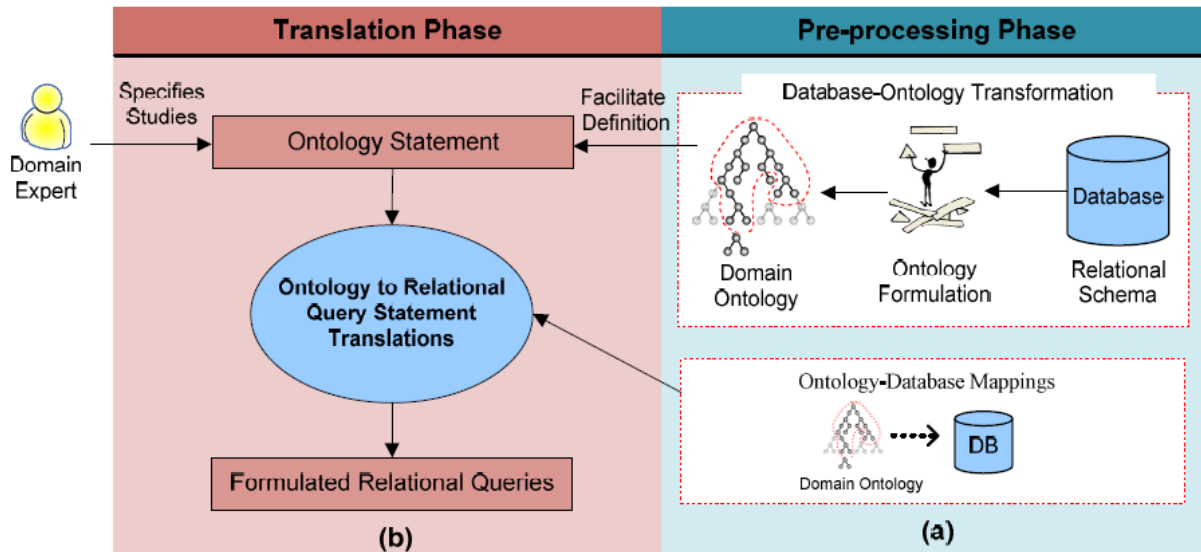 Translation Phase
Pre-processing Phase
Domain
Expert
Specifies
Studies
Ontology Statement
Facilitate
Definition
Ontology to Relational
Query Statement
Translations
Formulated Relational Queries
(b)
Database-Ontology Transformation
Domain
Ontology
Ontology
Formulation
Database
Relational
Schema
Ontology-Database Mappings
Domain Ontology
DB
(a)